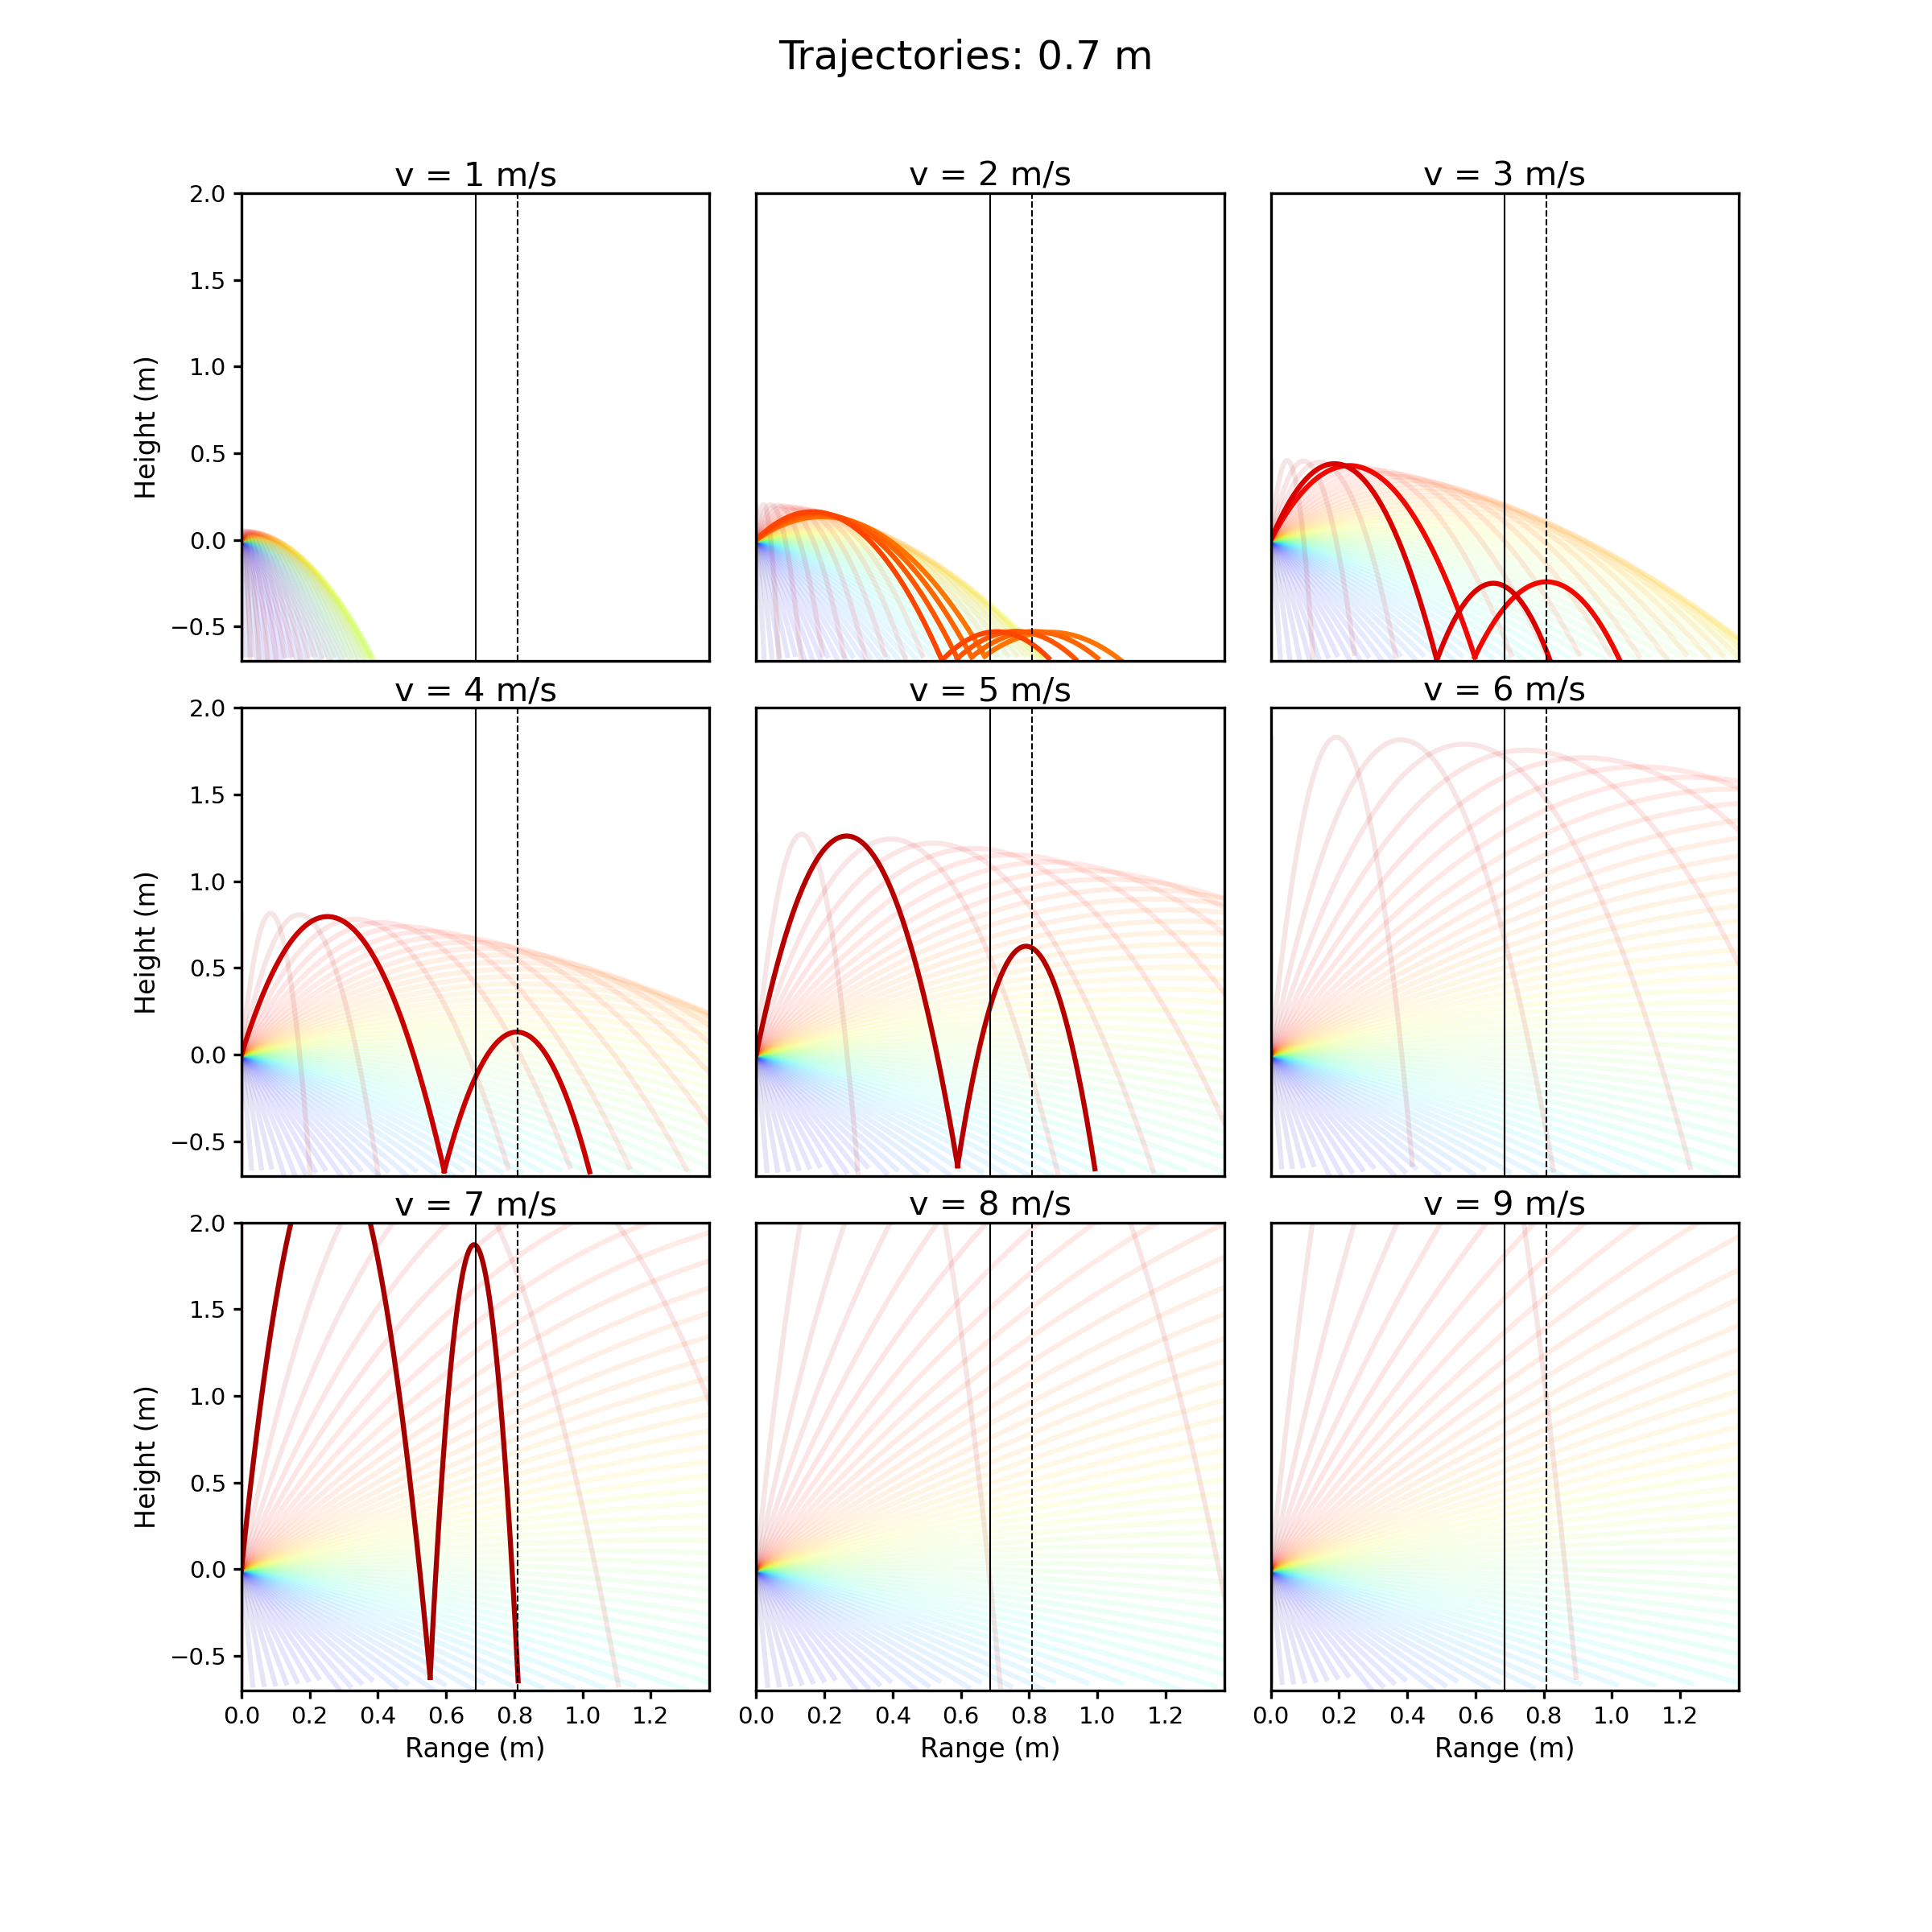 Trajectories: 0.7 m
v = 1 m/s
v = 2 m/s
v = 3 m/s
2.0
1.5
1.0
0.5
0.0
−0.5
Height (m)
v = 4 m/s
v = 5 m/s
v = 6 m/s
2.0
1.5
1.0
0.5
0.0
−0.5
Height (m)
v = 7 m/s
v = 8 m/s
v = 9 m/s
2.0
1.5
1.0
0.5
0.0
−0.5
Height (m)
0.0 0.2 0.4 0.6 0.8 1.0 1.2
0.0 0.2 0.4 0.6 0.8 1.0 1.2
0.0 0.2 0.4 0.6 0.8 1.0 1.2
Range (m)
Range (m)
Range (m)